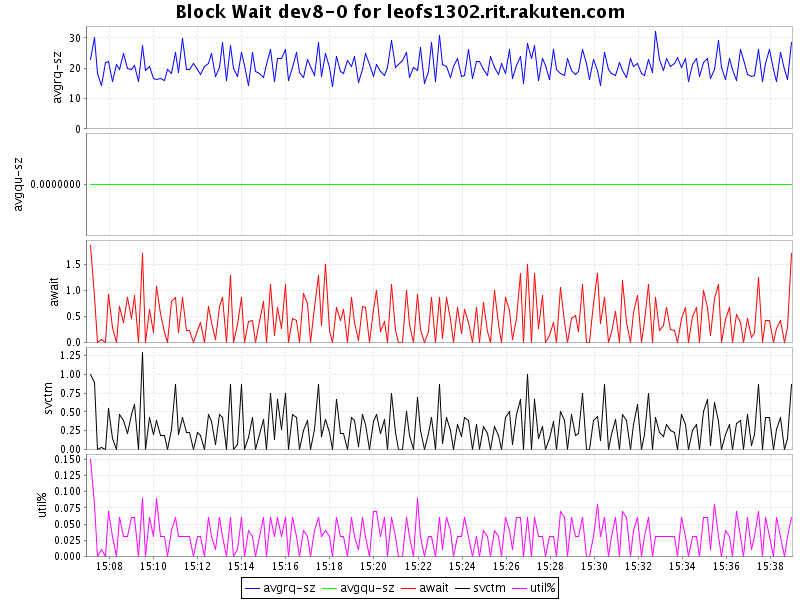 Block Wait dev8-0 for leofs1302.rit.rakuten.com
avgrq-sz
30
20
10
0
avgqu-sz
0.0000000
await
1.5
1.0
0.5
0.0
svctm
1.25
1.00
0.75
0.50
0.25
0.00
util%
0.150
0.125
0.100
0.075
0.050
0.025
0.000
15:08 15:10 15:12 15:14 15:16 15:18 15:20 15:22 15:24 15:26 15:28 15:30 15:32 15:34 15:36 15:38
avgrq-sz avgqu-sz await svctm util%